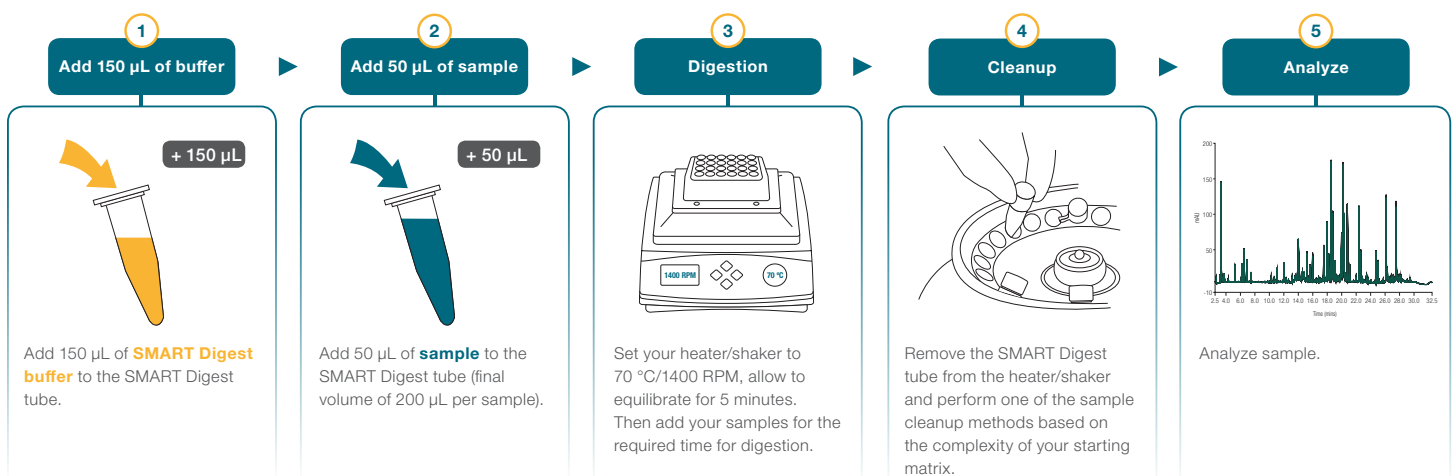 1
Add 150 µL of buffer
+ 150 µL
Add 150 µL of SMART Digest
buffer to the SMART Digest
tube.
2
Add 50 µL of sample
+ 50 µL
Add 50 µL of sample to the
SMART Digest tube (final
volume of 200 µL per sample).
3
Digestion
1400 RPM
70 °C
Set your heater/shaker to
70 °C/1400 RPM, allow to
equilibrate for 5 minutes.
Then add your samples for the
required time for digestion.
4
Cleanup
Remove the SMART Digest
tube from the heater/shaker
and perform one of the sample
cleanup methods based on
the complexity of your starting
matrix.
5
Analyze
200
150
100
50
-10
mAU
2.5 4.0 6.0 8.0 10.0 12.0 14.0 16.0 18.0 20.0 22.0 24.0 26.0 28.0 30.0 32.5
Time (mins)
Analyze sample.